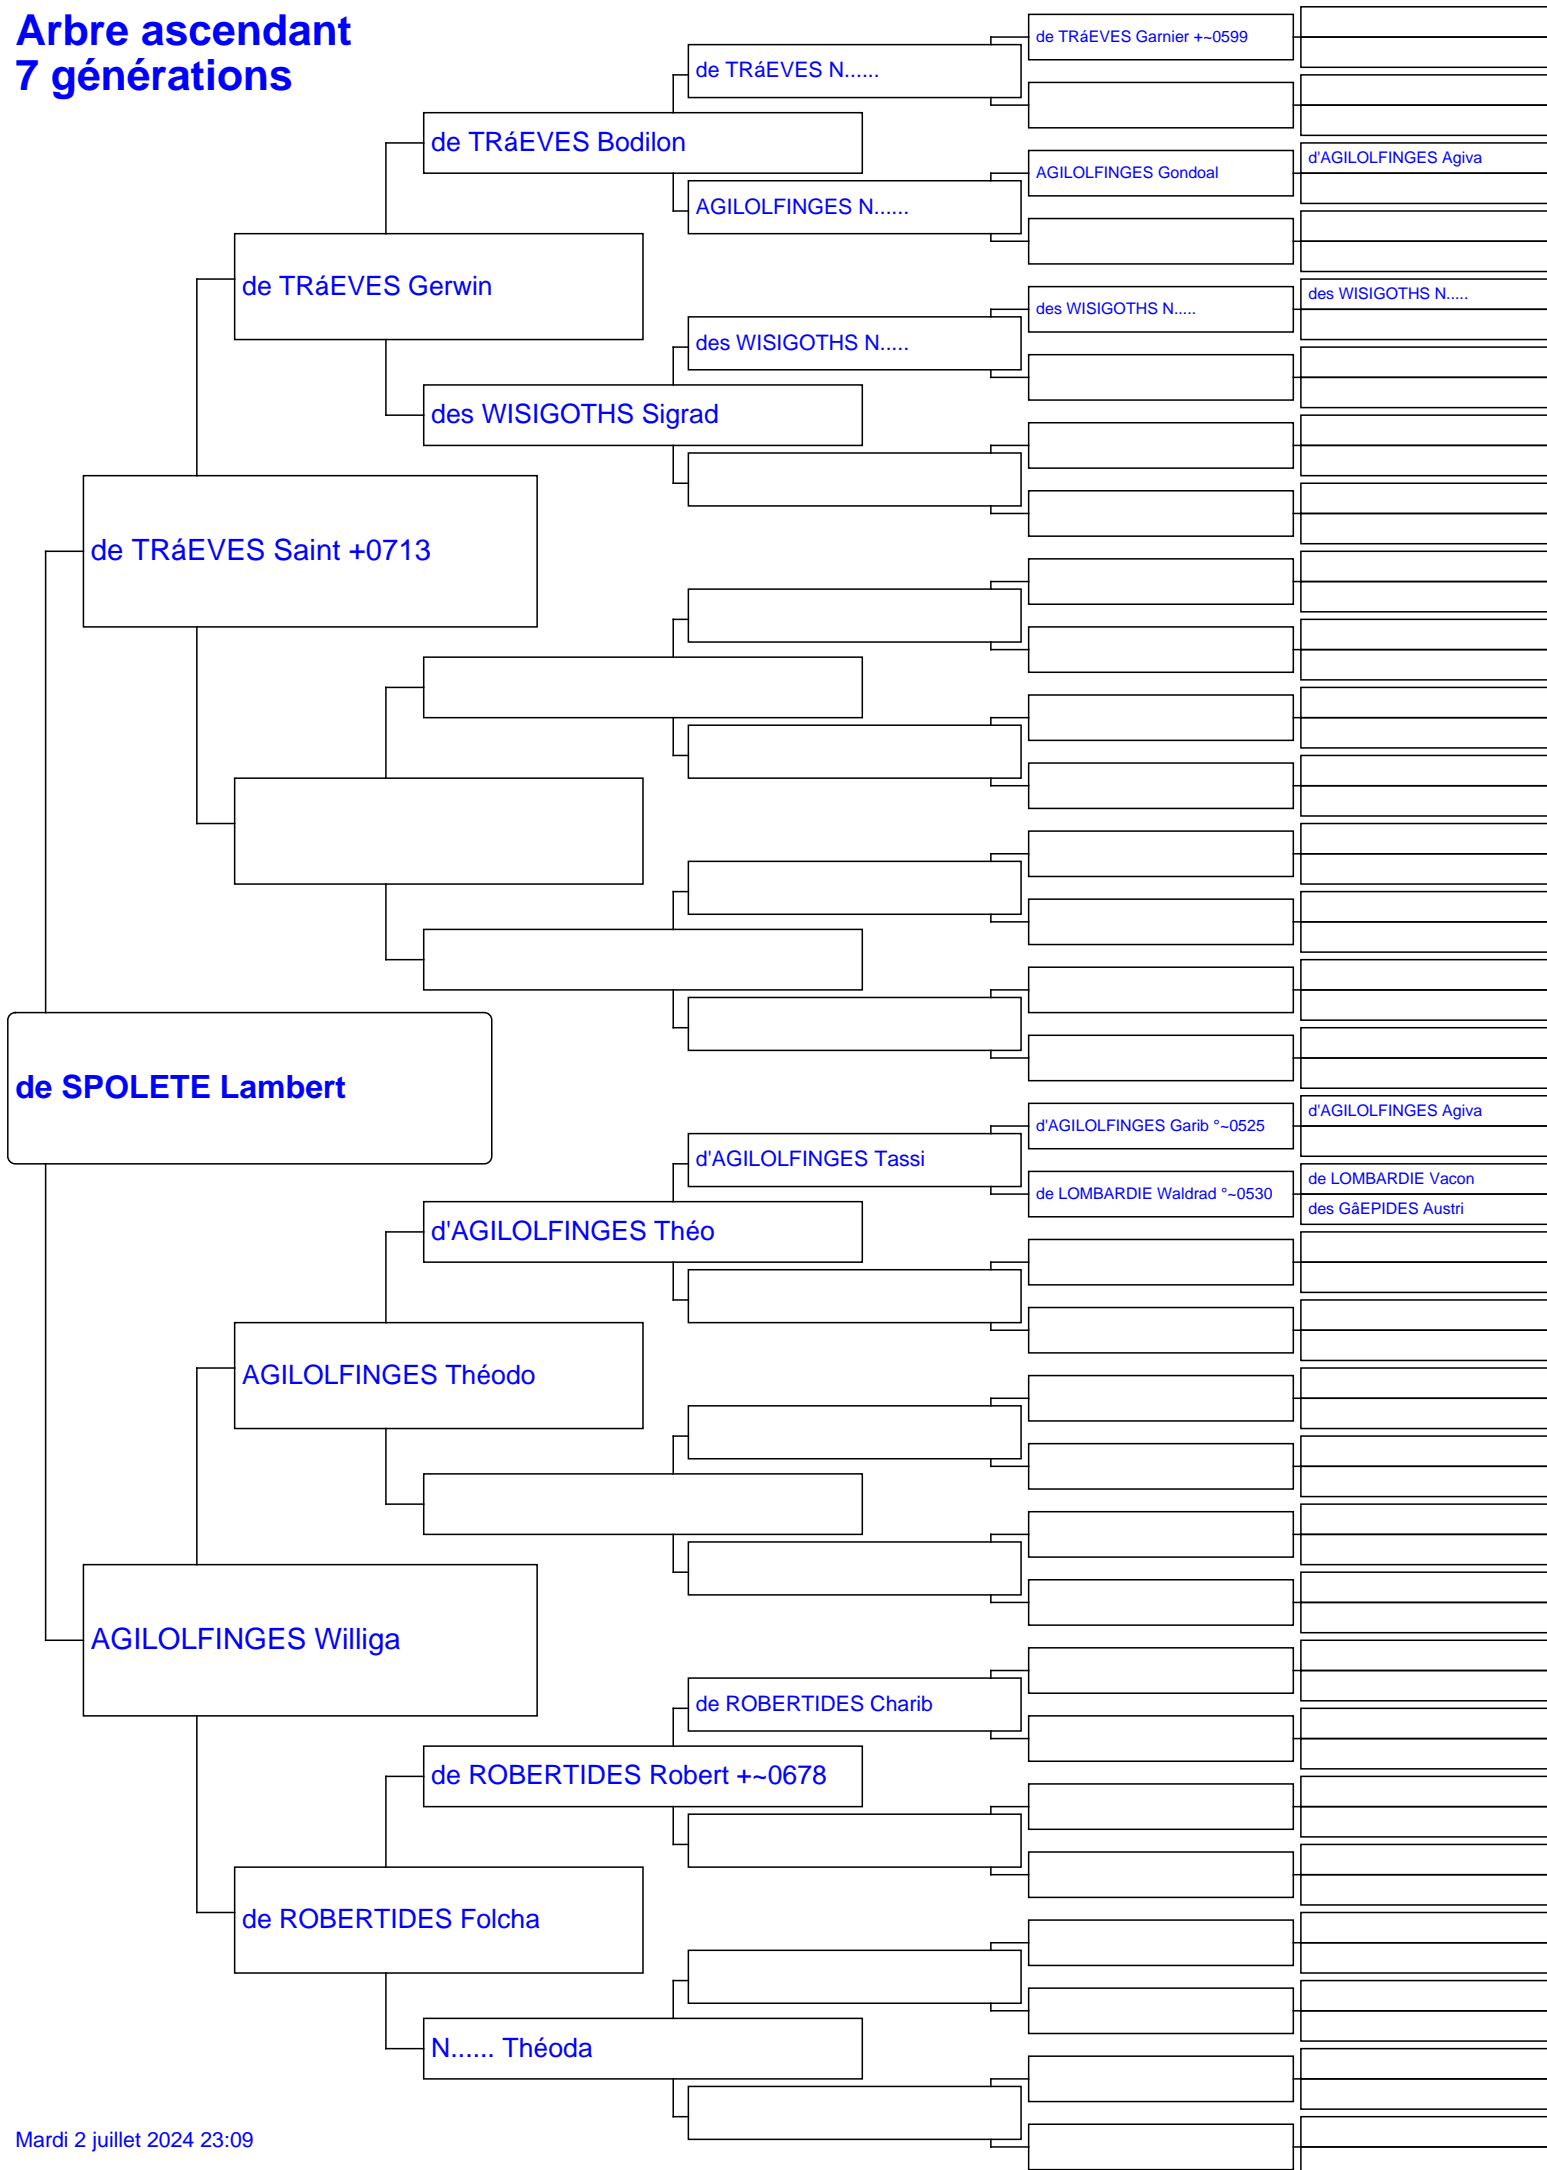 Arbre ascendant
7 générations
de TRáEVES Garnier +~0599
de TRáEVES N......
de TRáEVES Bodilon
d'AGILOLFINGES Agiva
AGILOLFINGES Gondoal
AGILOLFINGES N......
de TRáEVES Gerwin
des WISIGOTHS N.....
des WISIGOTHS N.....
des WISIGOTHS N.....
des WISIGOTHS Sigrad
de TRáEVES Saint +0713
de SPOLETE Lambert
d'AGILOLFINGES Agiva
d'AGILOLFINGES Garib °~0525
d'AGILOLFINGES Tassi
de LOMBARDIE Vacon
de LOMBARDIE Waldrad °~0530
des GâEPIDES Austri
d'AGILOLFINGES Théo
AGILOLFINGES Théodo
AGILOLFINGES Williga
de ROBERTIDES Charib
de ROBERTIDES Robert +~0678
de ROBERTIDES Folcha
N...... Théoda
Mardi 2 juillet 2024 23:09